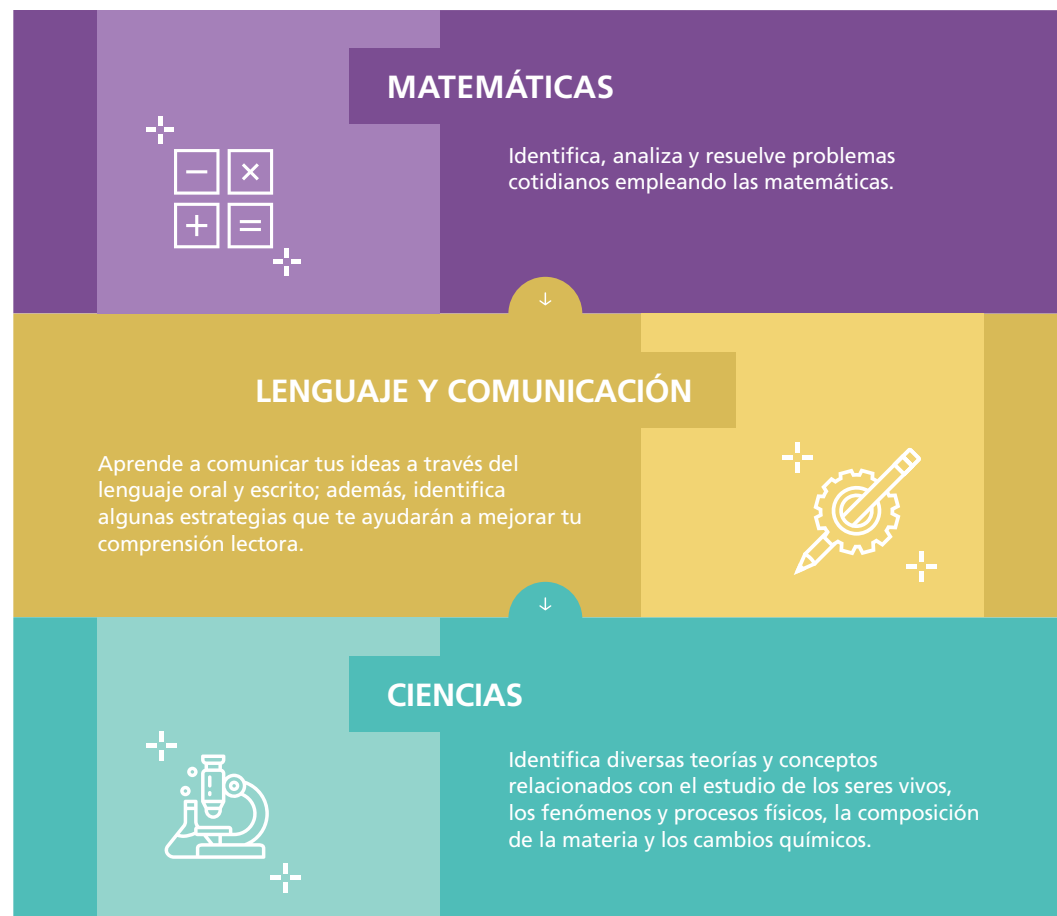 MATEMÁTICAS
Identifica, analiza y resuelve problemas
cotidianos empleando las matemáticas.
LENGUAJE Y COMUNICACIÓN
Aprende a comunicar tus ideas a través del
lenguaje oral y escrito; además, identifica
algunas estrategias que te ayudarán a mejorar tu
comprensión lectora.
CIENCIAS
Identifica diversas teorías y conceptos
relacionados con el estudio de los seres vivos,
los fenómenos y procesos físicos, la composición
de la materia y los cambios químicos.